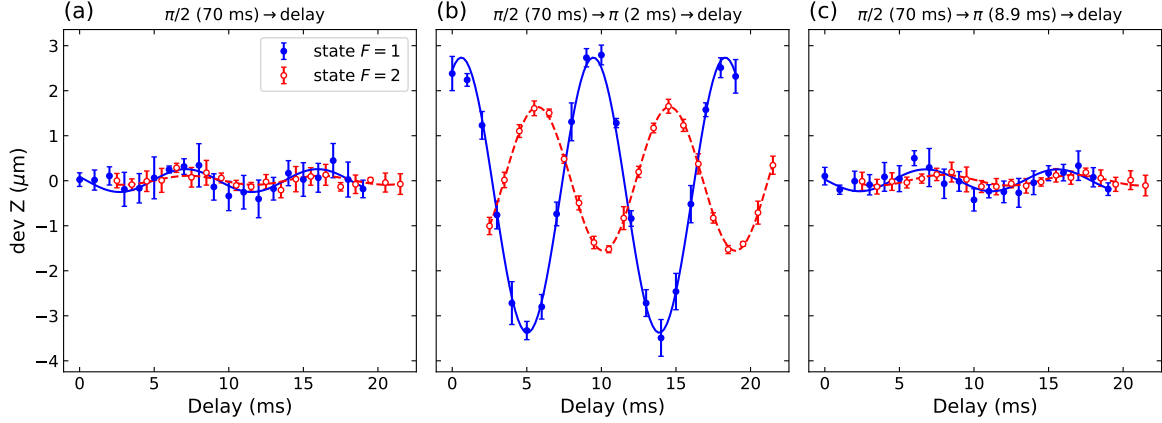 (a)
π/2 (70 ms)→delay
(b)
π/2 (70 ms)→π (2 ms)→delay
(c)
π/2 (70 ms)→π (8.9 ms)→delay
state F = 1
state F = 2
dev Z (μm)
3
2
1
0
−1
−2
−3
−4
0 5 10 15 20
0 5 10 15 20
0 5 10 15 20
Delay (ms)
Delay (ms)
Delay (ms)